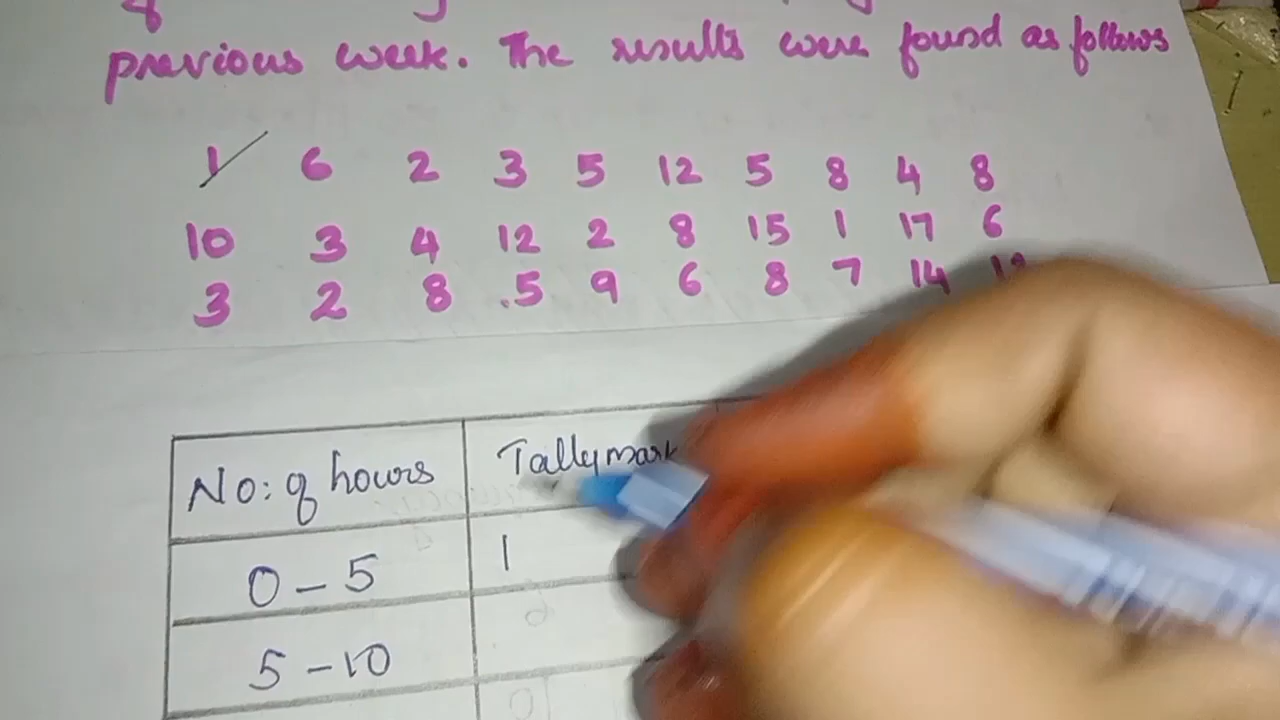 previous week. The results were found as follows
1 6 2 3 5 12 5 8 4 8
10 3 4 12 2 8 15 1 17 6
3 2 8 .5 9 6 8 7 14
No: of hours Tallymark
0 - 5 |
5 - 10